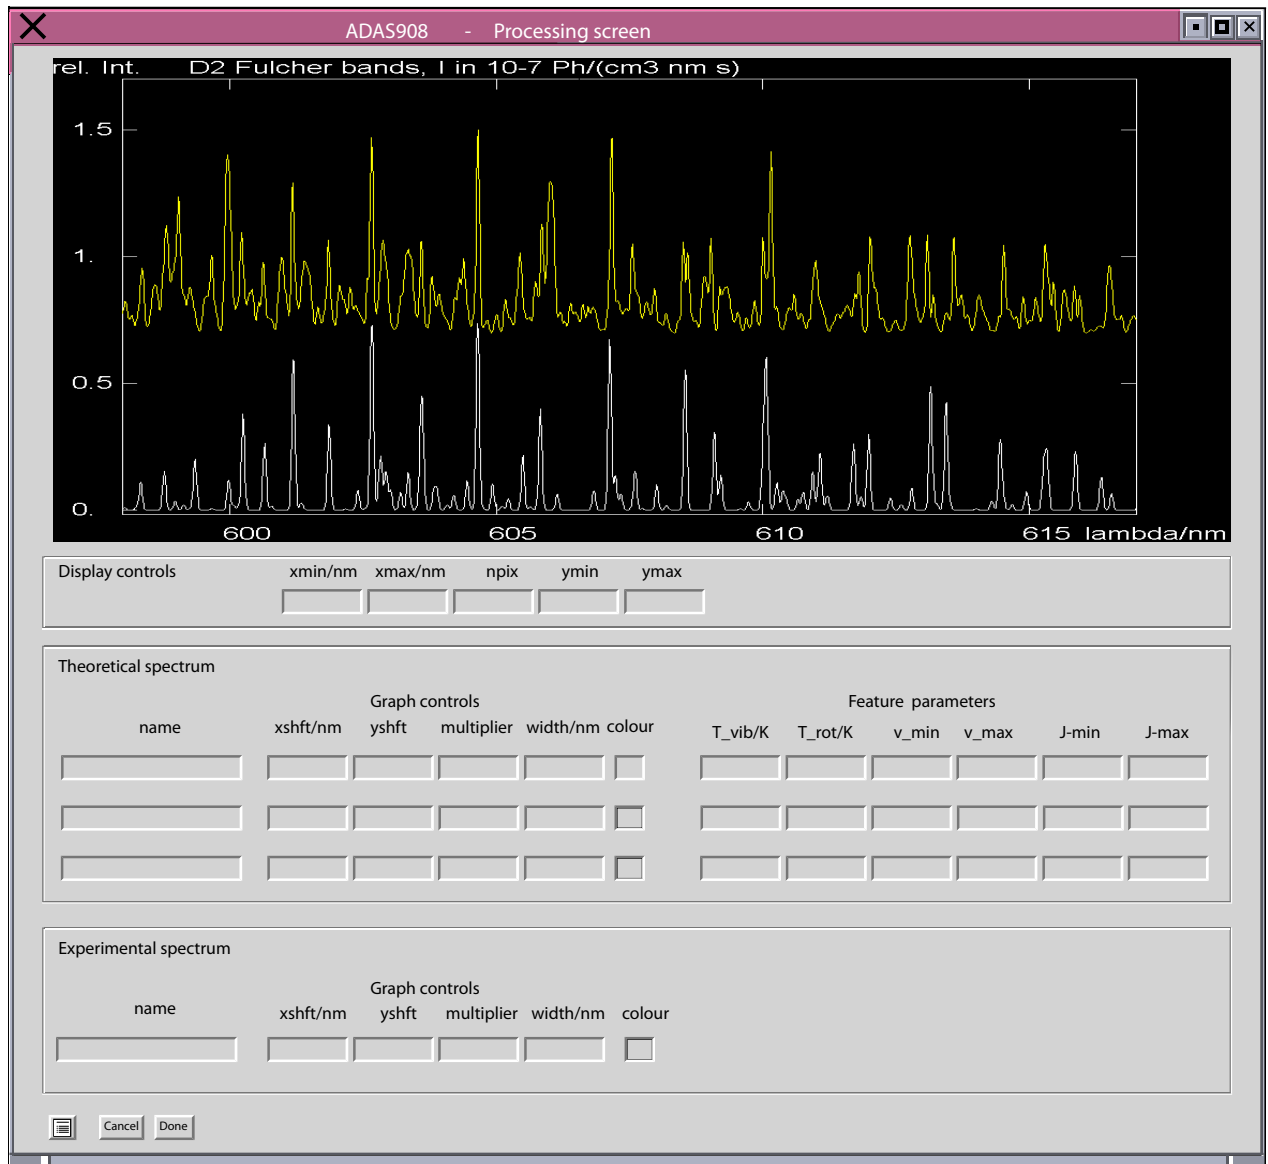 ADAS908 - Processing screen
rel. Int. D2 Fulcher bands, I in 10-7 Ph/(cm3 nm s)
1.5
1.
0.5
0.
600 605 610 615 lambda/nm
Display controls xmin/nm xmax/nm npix ymin ymax
Theoretical spectrum
Graph controls Feature parameters
name xshft/nm yshft multiplier width/nm colour T_vib/K T_rot/K v_min v_max J-min J-max
Experimental spectrum
Graph controls
name xshft/nm yshft multiplier width/nm colour
Cancel Done